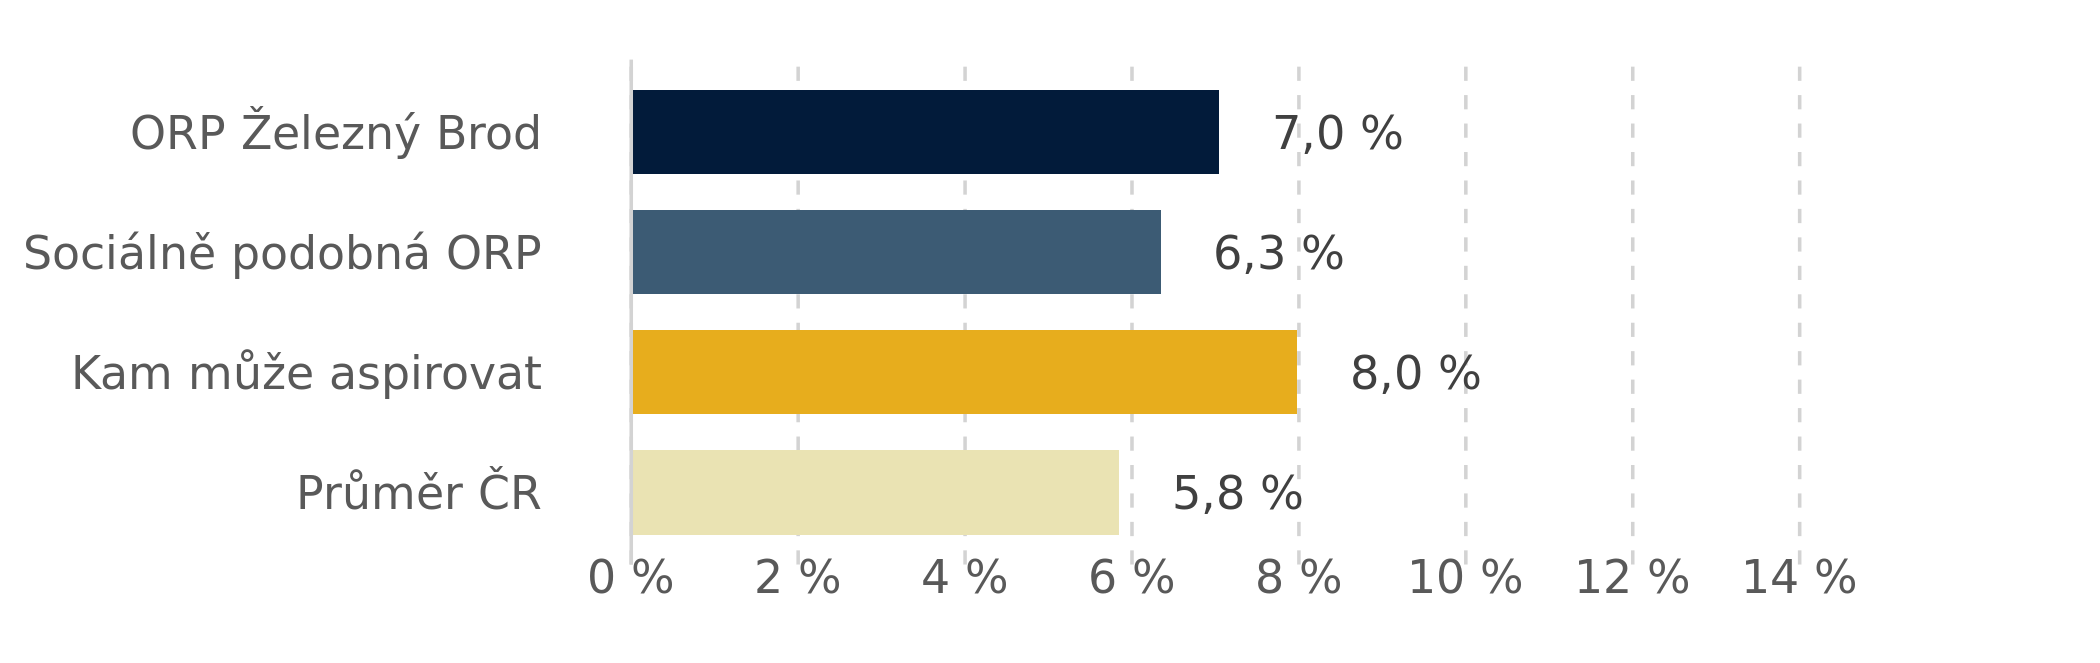 ORP Železný Brod 7,0 %
Sociálně podobná ORP 6,3 %
Kam může aspirovat 8,0 %
Průměr ČR 5,8 %
0 % 2 % 4 % 6 % 8 % 10 % 12 % 14 %